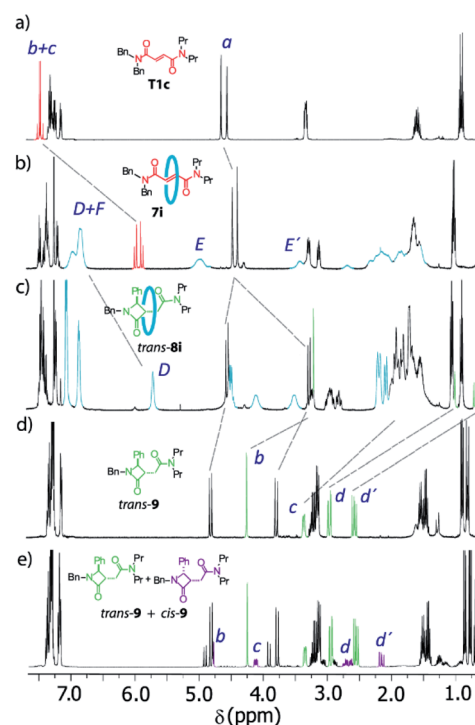 a)
b+c
a
O
Pr
N
Pr
Bn
N
Bn
O
T1c
b)
D+F
O
Pr
N
Pr
Bn
N
Bn
O
7i
E
E´
c)
Ph
O
Pr
N
Pr
Bn
N
O
trans-8i
D
d)
Ph
O
Pr
N
Pr
Bn
N
O
trans-9
b
c
d
d´
e)
Ph
O
Pr
N
Pr
Bn
N
O
+
Ph
O
Pr
N
Pr
Bn
N
O
trans-9 + cis-9
b
c
d
d´
7.0 6.0 5.0 4.0 3.0 2.0 1.0
δ(ppm)